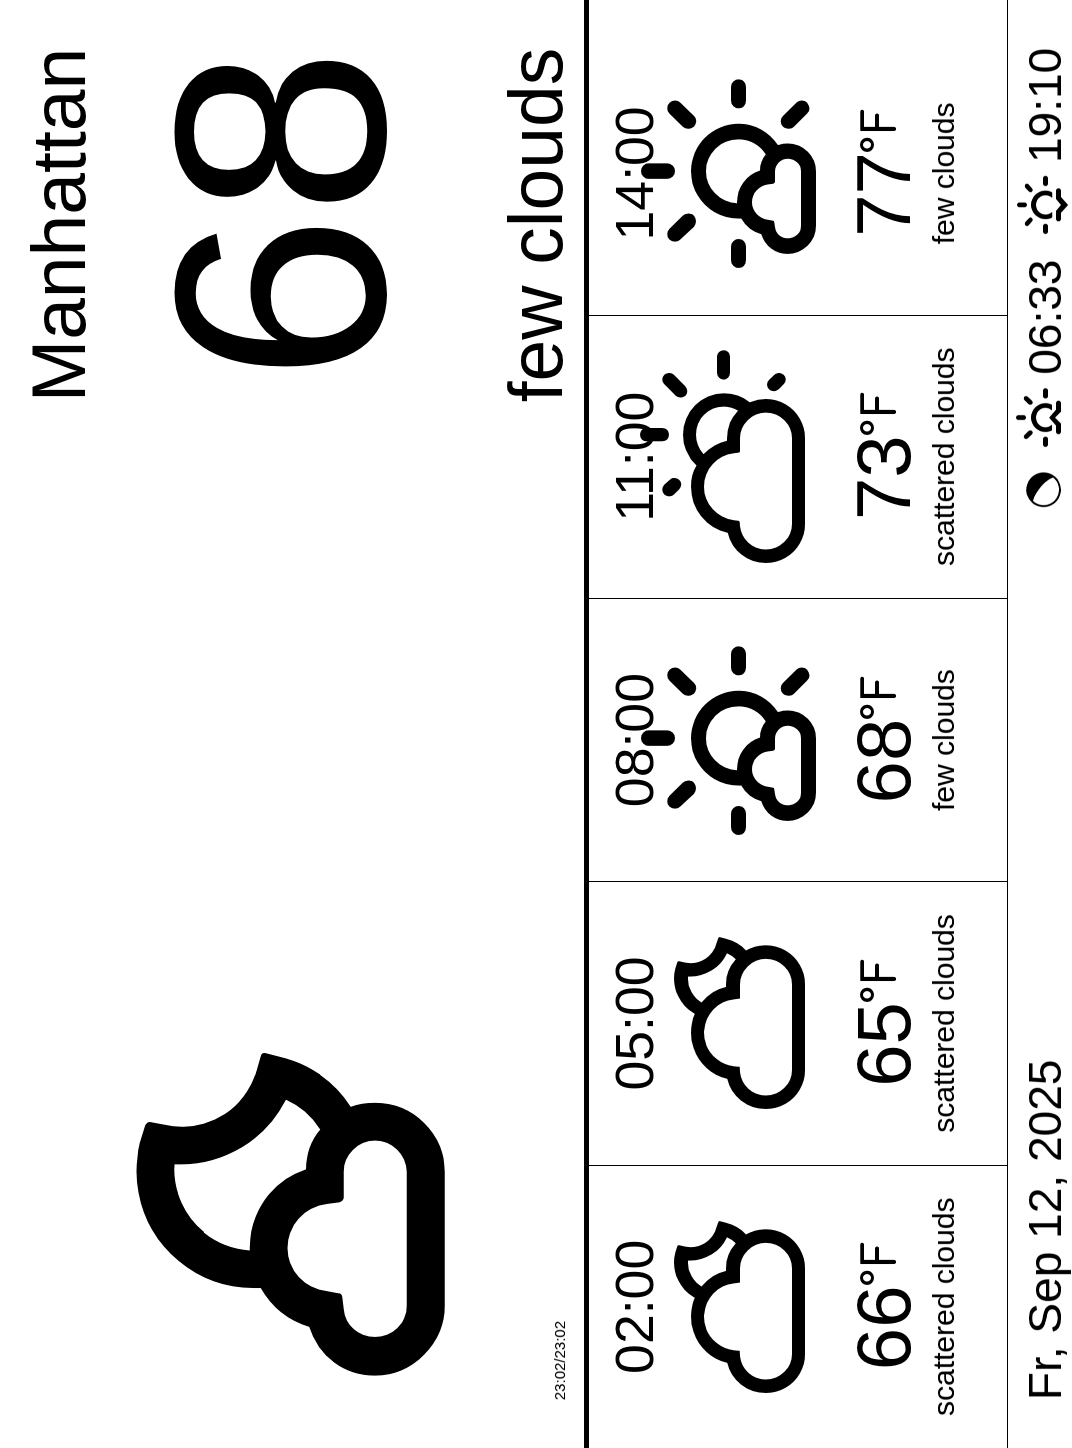 Manhattan
68
few clouds
23:02/23:02
02:00 05:00 08:00 11:00 14:00
66°F 65°F 68°F 73°F 77°F
scattered clouds scattered clouds few clouds scattered clouds few clouds
Fr, Sep 12, 2025 06:33 19:10